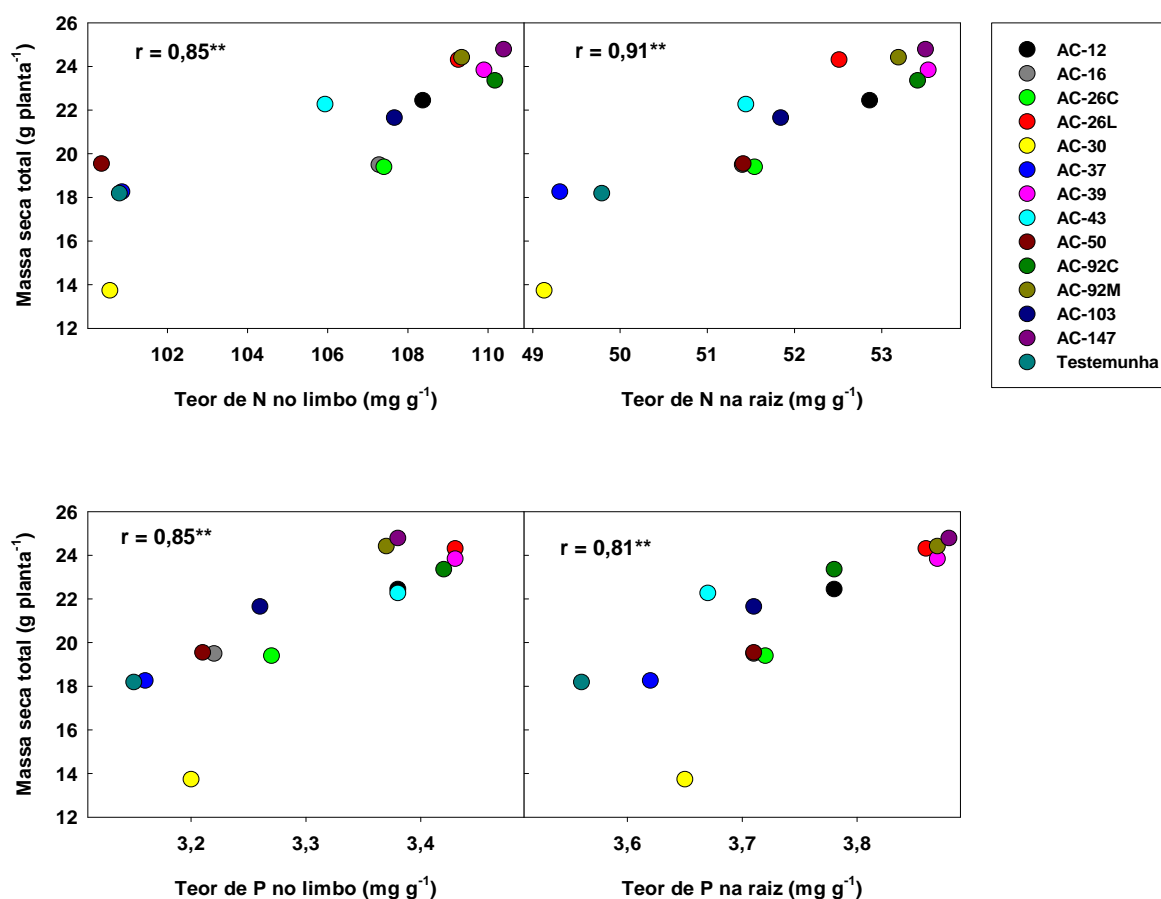 26
24
22
20
18
16
14
12
Massa seca total (g planta-1)
r = 0,85**
102 104 106 108 110
Teor de N no limbo (mg g-1)
r = 0,91**
49 50 51 52 53
Teor de N na raiz (mg g-1)
AC-12
AC-16
AC-26C
AC-26L
AC-30
AC-37
AC-39
AC-43
AC-50
AC-92C
AC-92M
AC-103
AC-147
Testemunha
26
24
22
20
18
16
14
12
Massa seca total (g planta-1)
r = 0,85**
3,2 3,3 3,4
Teor de P no limbo (mg g-1)
r = 0,81**
3,6 3,7 3,8
Teor de P na raiz (mg g-1)